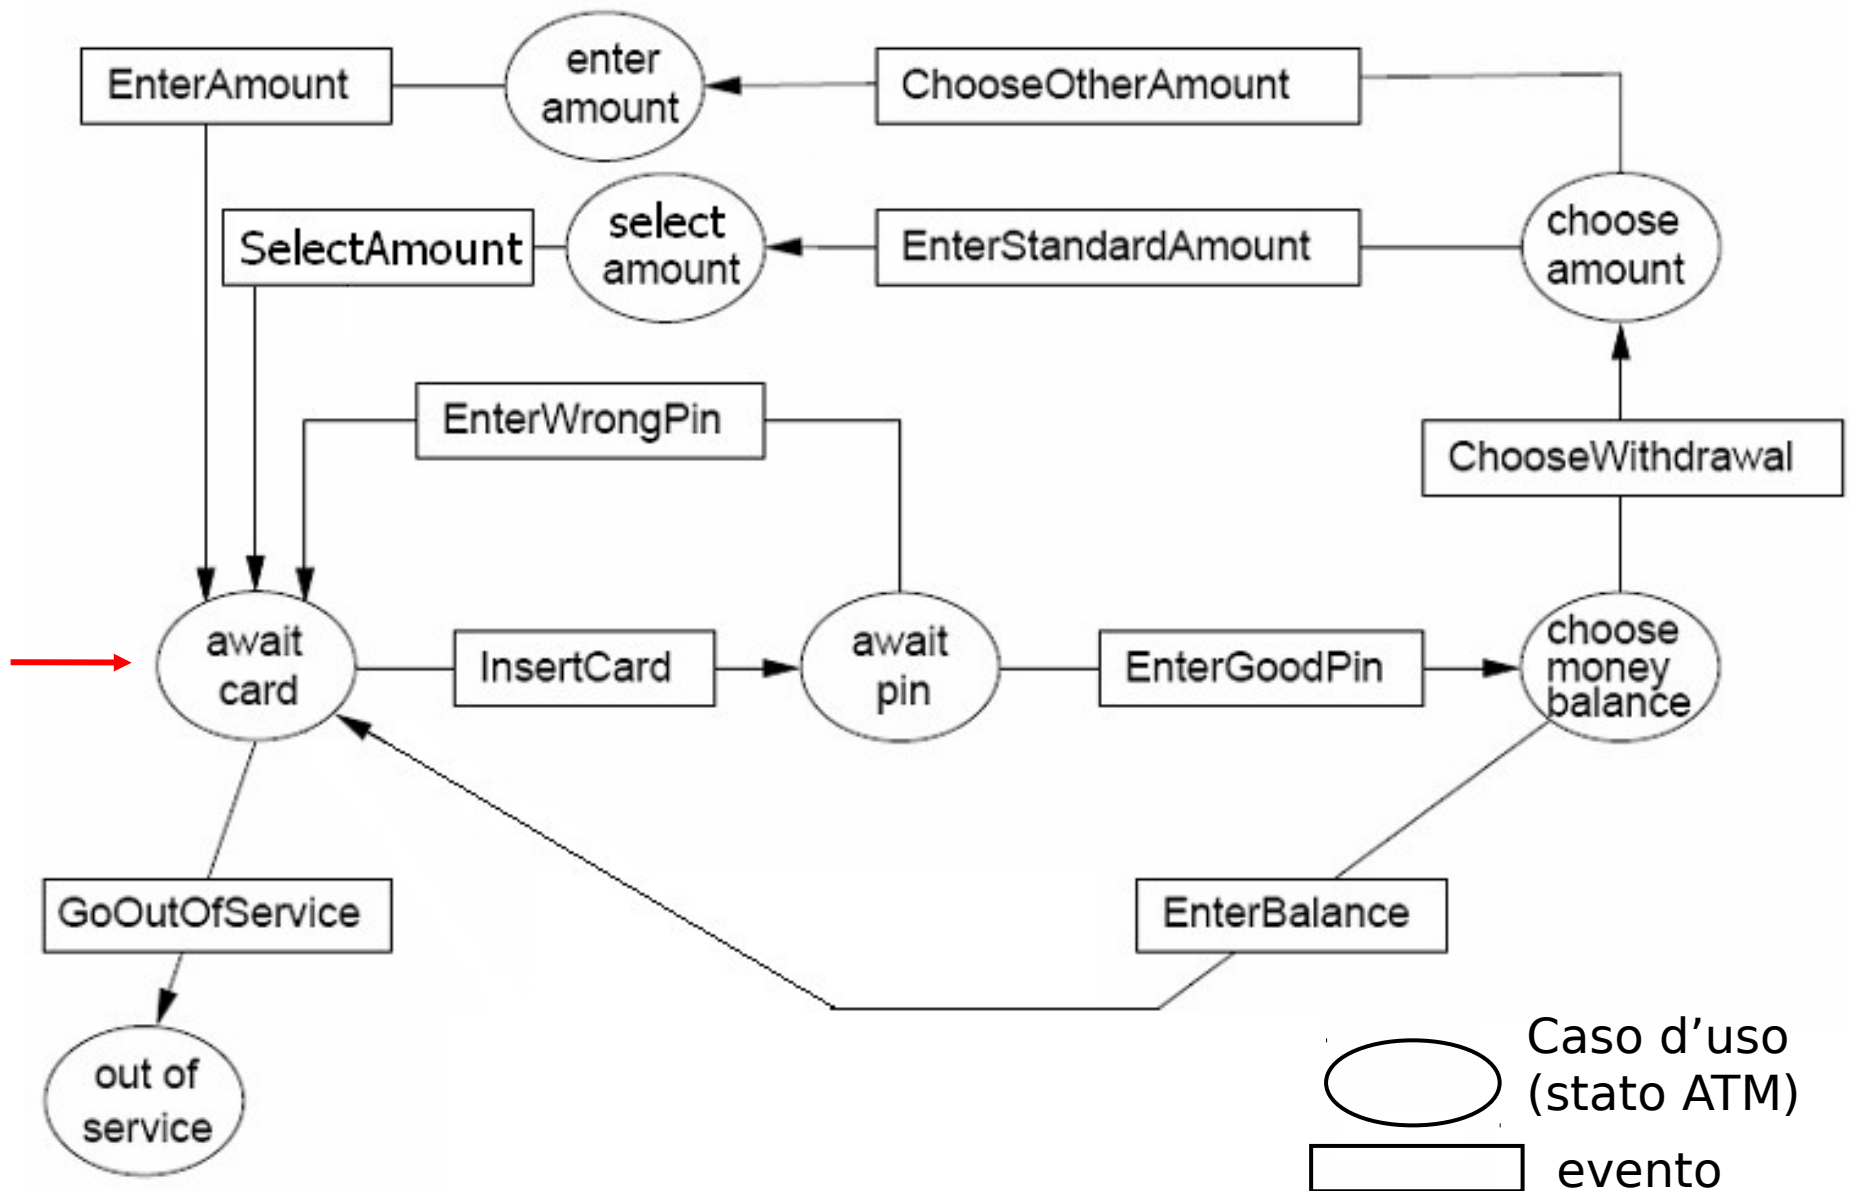 EnterAmount
enter
amount
ChooseOtherAmount
SelectAmount
select
amount
EnterStandardAmount
choose
amount
EnterWrongPin
ChooseWithdrawal
await
card
InsertCard
await
pin
EnterGoodPin
choose
money
balance
GoOutOfService
EnterBalance
out of
service
Caso d’uso
(stato ATM)
evento